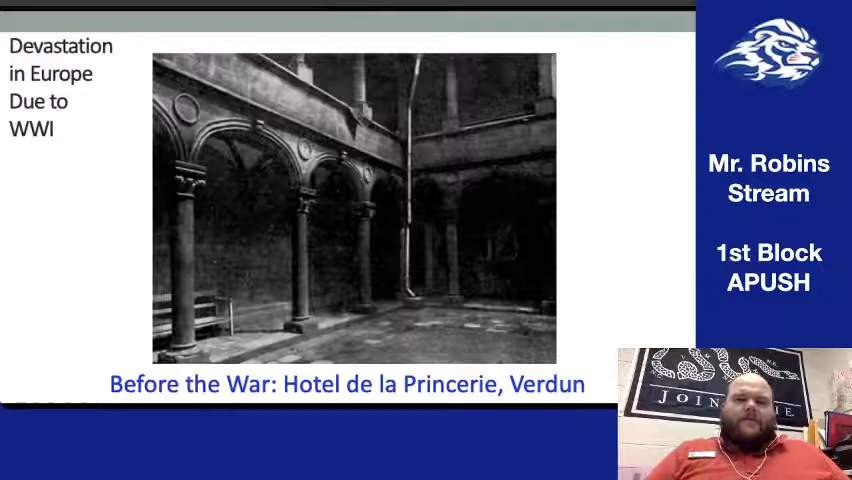 Devastation
in Europe
Due to
WWI
Before the War: Hotel de la Princerie, Verdun
Mr. Robins
Stream
1st Block
APUSH
JOIN
IE